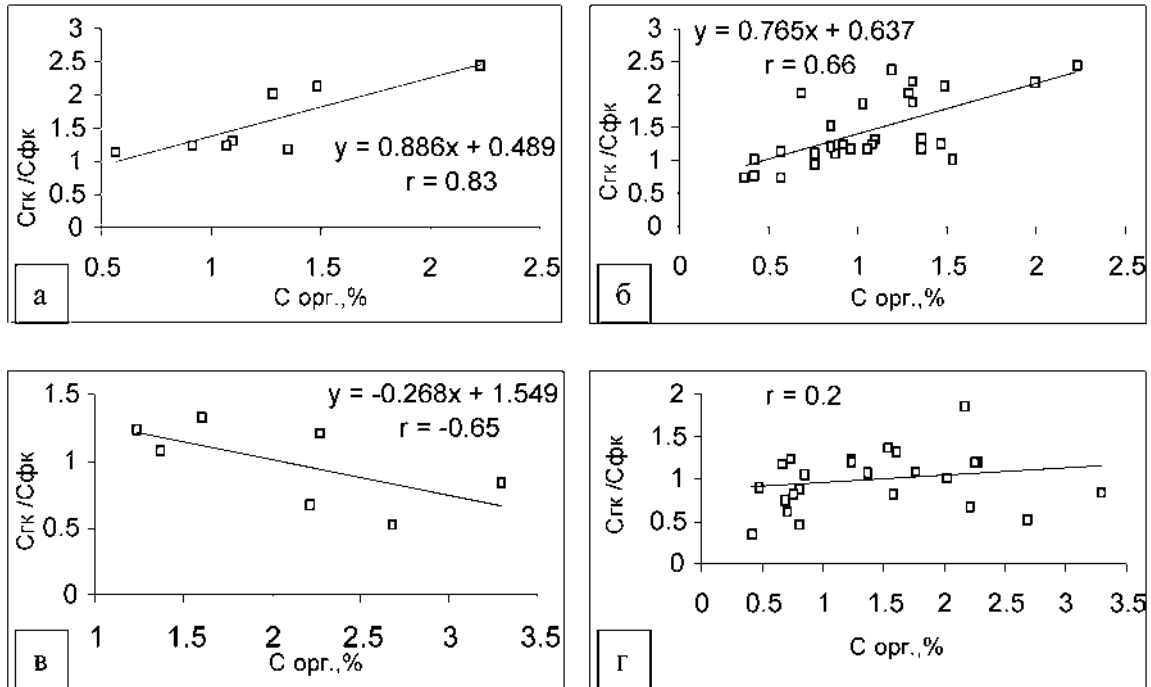 3
2.5
2
1.5
1
0.5
0
Сгк /Сфк
y = 0.886x + 0.489
r = 0.83
0.5 1 1.5 2 2.5
С орг.,%
а
3
2.5
2
1.5
1
0.5
0
Сгк /Сфк
y = 0.765x + 0.637
r = 0.66
0 0.5 1 1.5 2 2.5
С орг.,%
б
1.5
1
0.5
0
Сгк /Сфк
y = -0.268x + 1.549
r = -0.65
1 1.5 2 2.5 3 3.5
С орг.,%
в
2
1.5
1
0.5
0
Сгк /Сфк
r = 0.2
0 0.5 1 1.5 2 2.5 3 3.5
С орг.,%
г